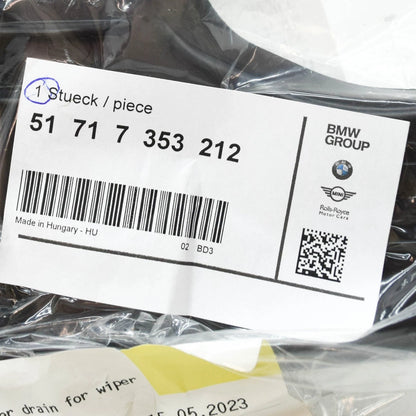 1 Stueck / piece
51 71 7 353 212
Made in Hungary - HU
02 BD3
BMW
GROUP
MINI
Rolls-Royce
Motor Cars
drain for wiper
05.2023